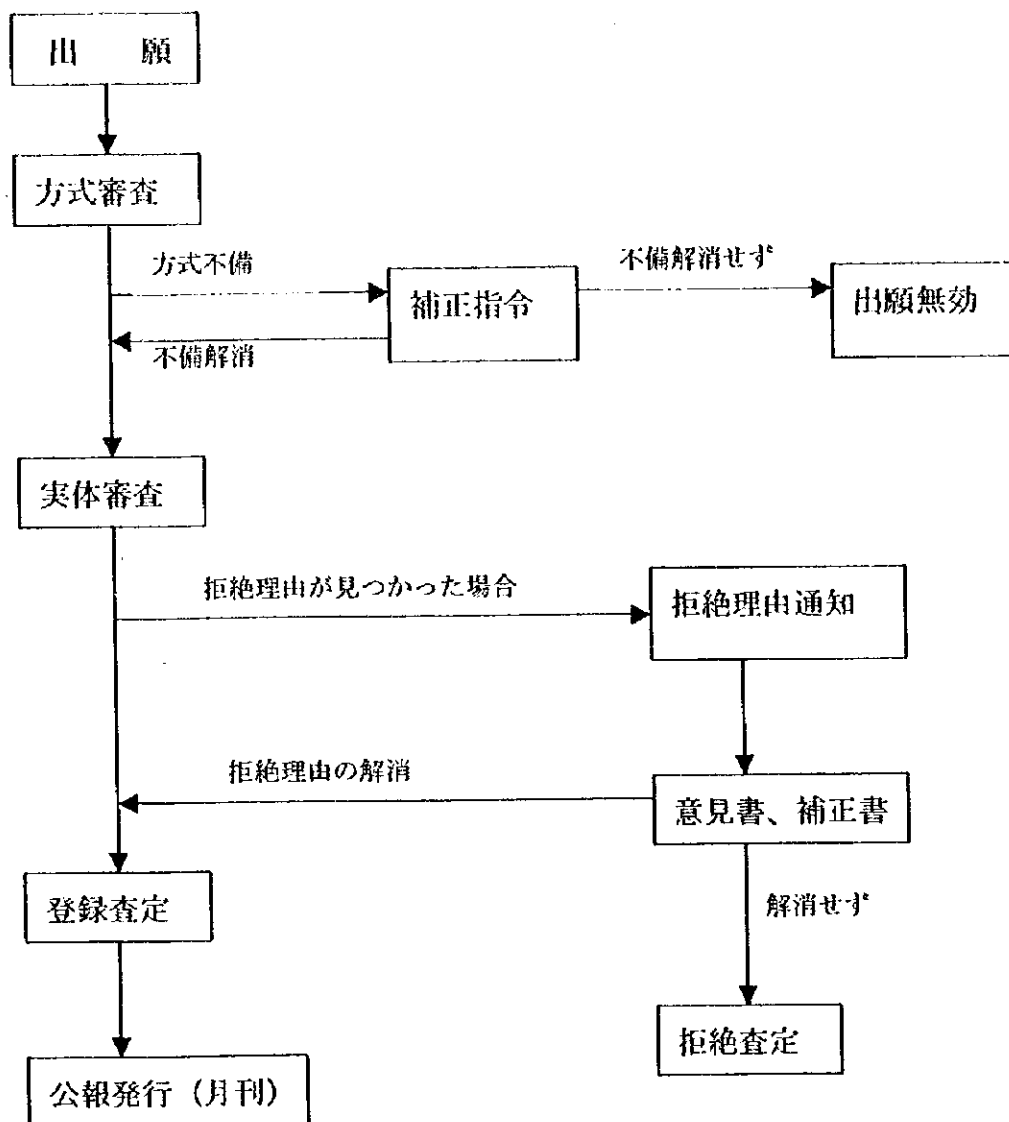 出　願
方式審査
方式不備
不備解消せず
補正指令
出願無効
不備解消
実体審査
拒絶理由が見つかった場合
拒絶理由通知
拒絶理由の解消
意見書、補正書
登録査定
解消せず
拒絶査定
公報発行（月刊）